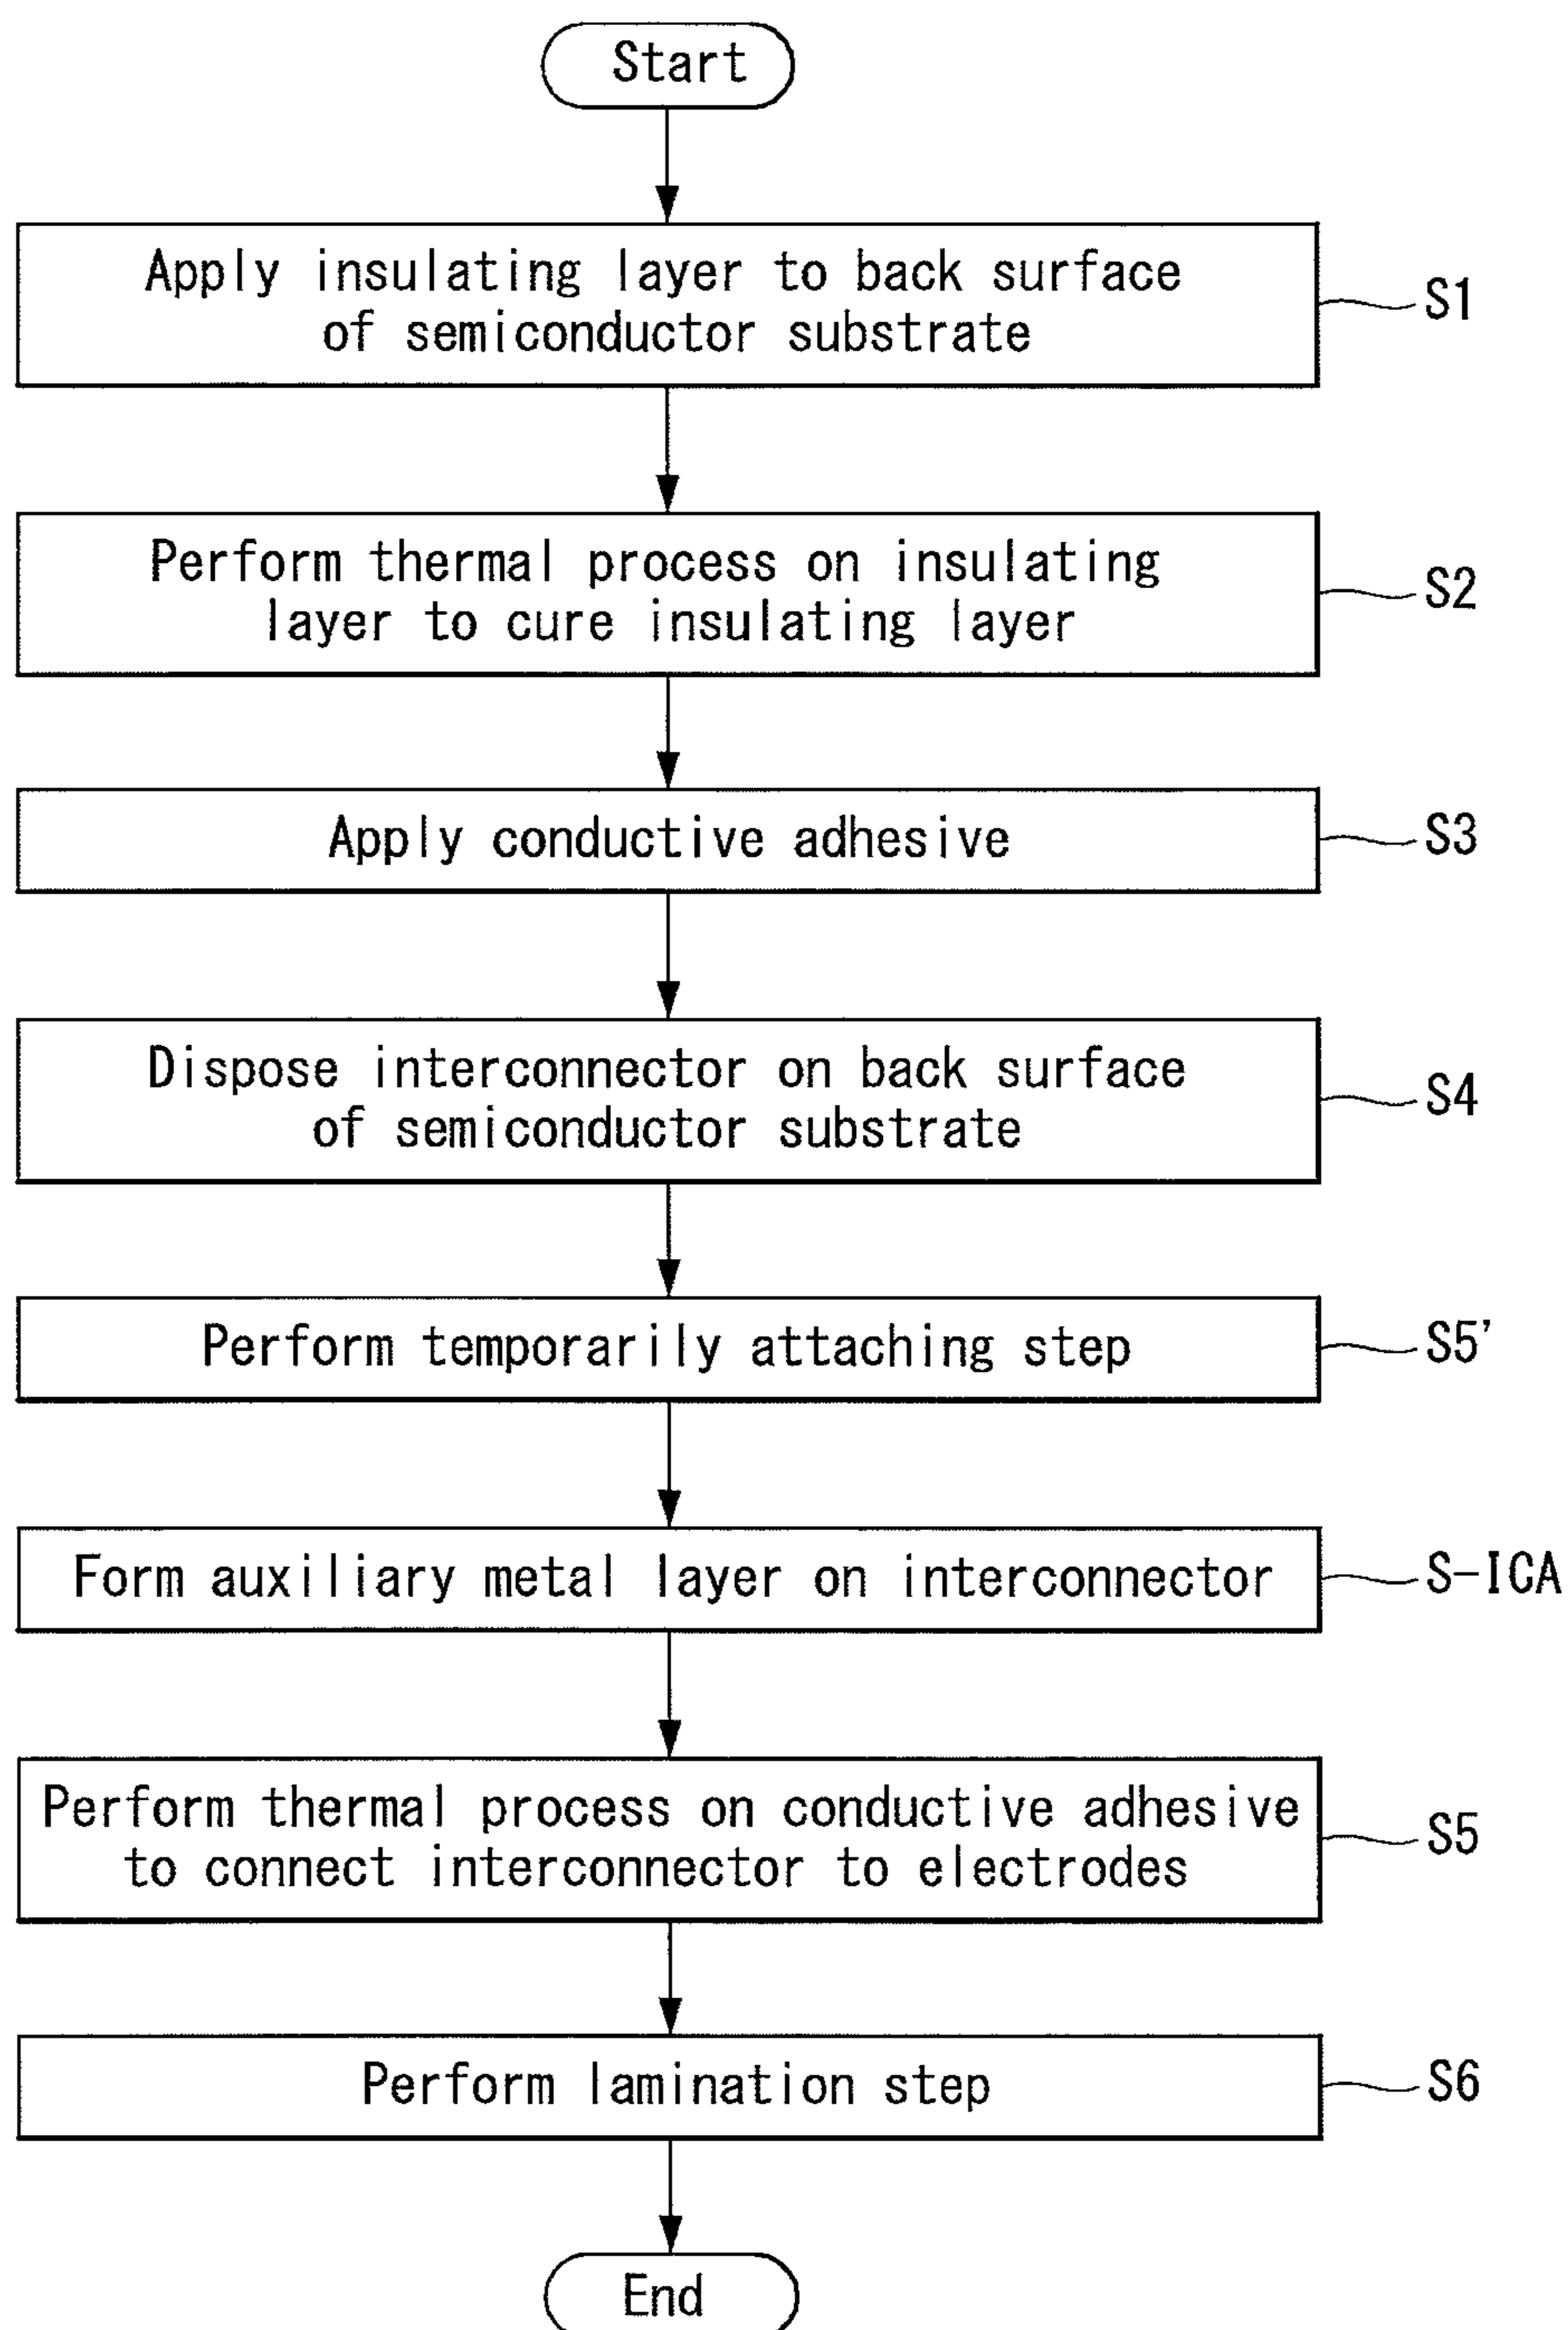 Start
Apply insulating layer to back surface
of semiconductor substrate
S1
Perform thermal process on insulating
layer to cure insulating layer
S2
Apply conductive adhesive
S3
Dispose interconnector on back surface
of semiconductor substrate
S4
Perform temporarily attaching step
S5'
Form auxiliary metal layer on interconnector
S-ICA
Perform thermal process on conductive adhesive
to connect interconnector to electrodes
S5
Perform lamination step
S6
End